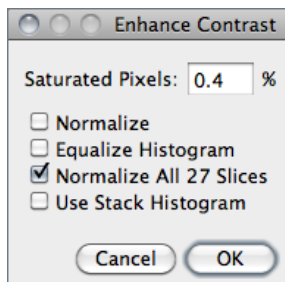 Enhance Contrast
Saturated Pixels: 0.4 %
Normalize
Equalize Histogram
Normalize All 27 Slices
Use Stack Histogram
Cancel OK